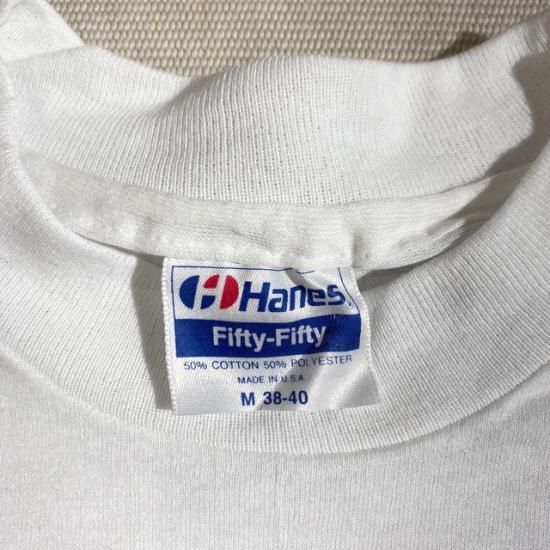 Hanes
Fifty-Fifty
50% COTTON 50% POLYESTER
MADE IN U.S.A.
M 38-40